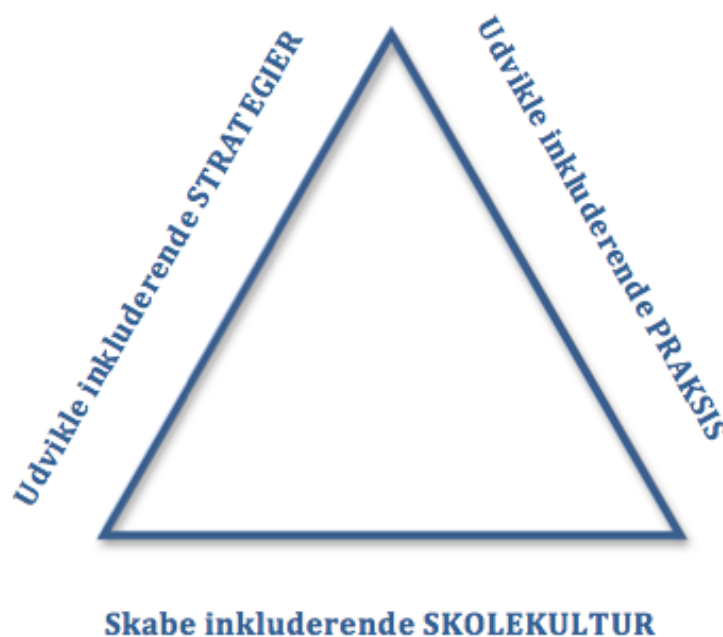 Udvikle inkluderende STRATEGIER
Udvikle inkluderende PRAKSIS
Skabe inkluderende SKOLEKULTUR